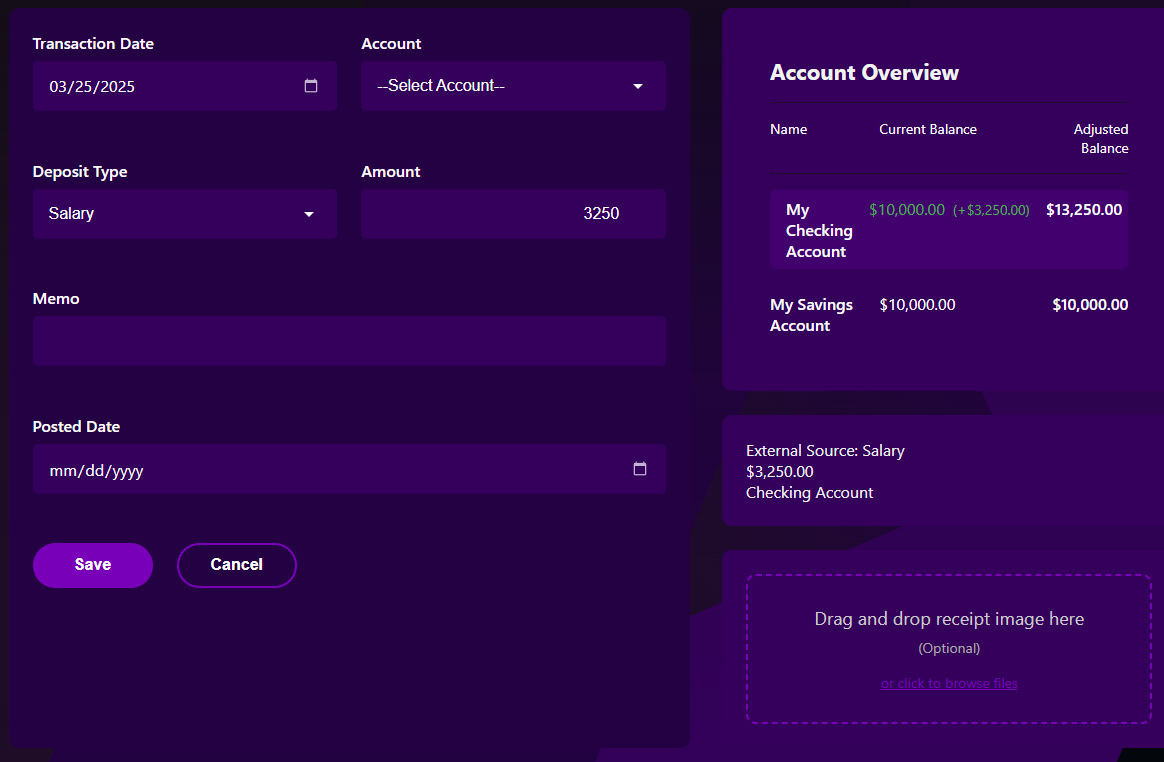 Transaction Date
Account
03/25/2025
--Select Account--
Deposit Type
Amount
Salary
3250
Memo
Posted Date
mm/dd/yyyy
Save
Cancel
Account Overview
Name
Current Balance
Adjusted
Balance
My
Checking
Account
$10,000.00 (+$3,250.00)
$13,250.00
My Savings
Account
$10,000.00
$10,000.00
External Source: Salary
$3,250.00
Checking Account
Drag and drop receipt image here
(Optional)
or click to browse files